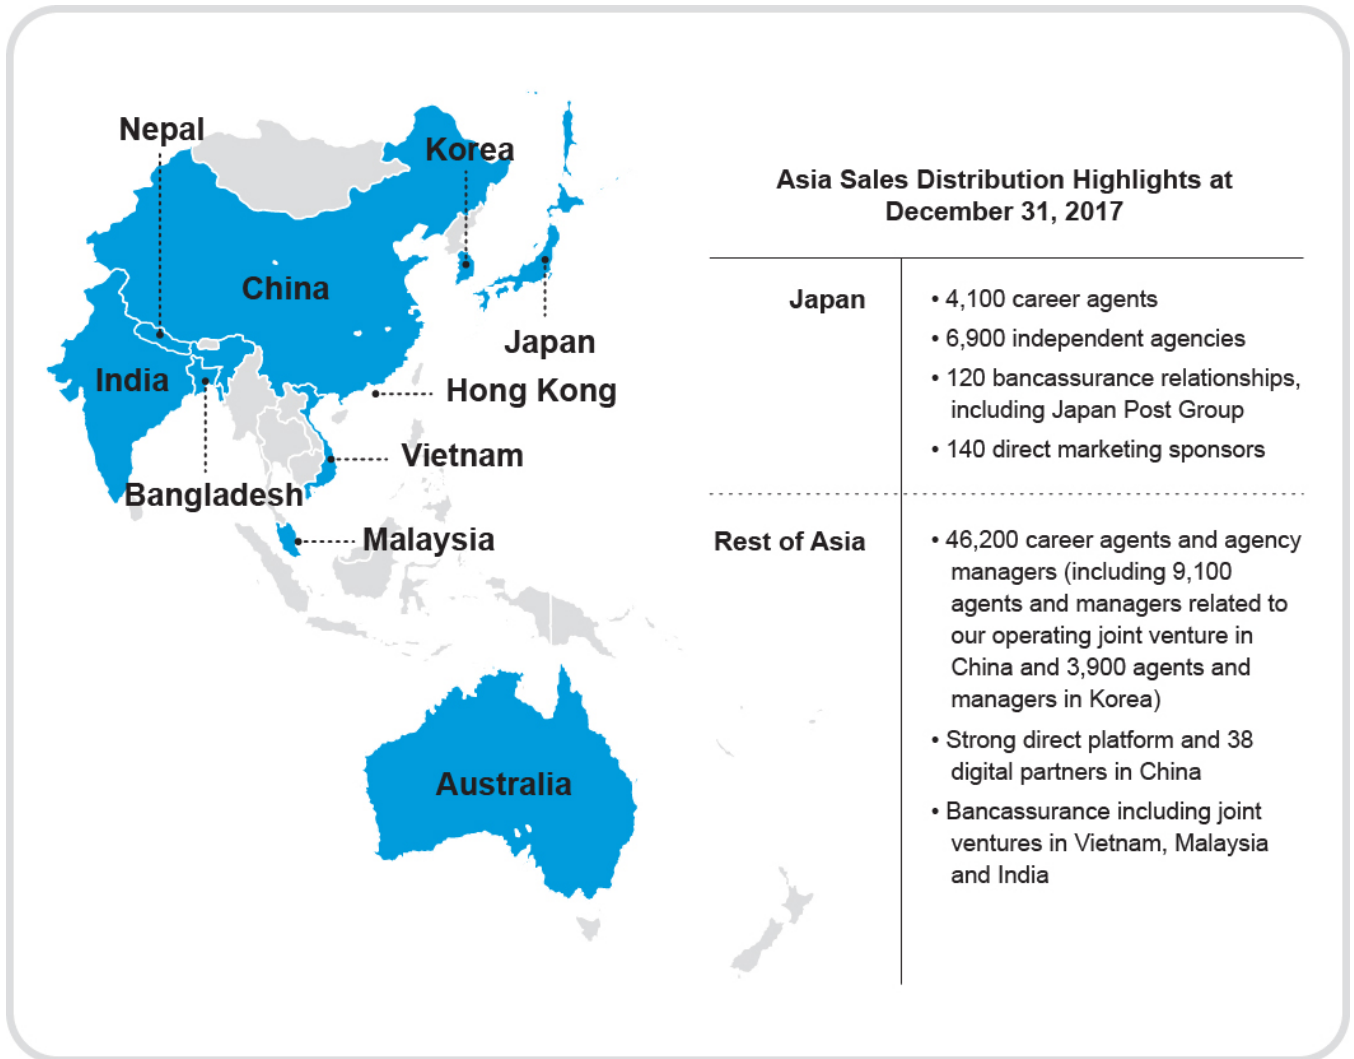 Nepal
Korea
China
Japan
India
Hong Kong
Vietnam
Bangladesh
Malaysia
Australia
Asia Sales Distribution Highlights at
December 31, 2017
Japan
• 4,100 career agents
• 6,900 independent agencies
• 120 bancassurance relationships,
including Japan Post Group
• 140 direct marketing sponsors
Rest of Asia
• 46,200 career agents and agency
managers (including 9,100
agents and managers related to
our operating joint venture in
China and 3,900 agents and
managers in Korea)
• Strong direct platform and 38
digital partners in China
• Bancassurance including joint
ventures in Vietnam, Malaysia
and India